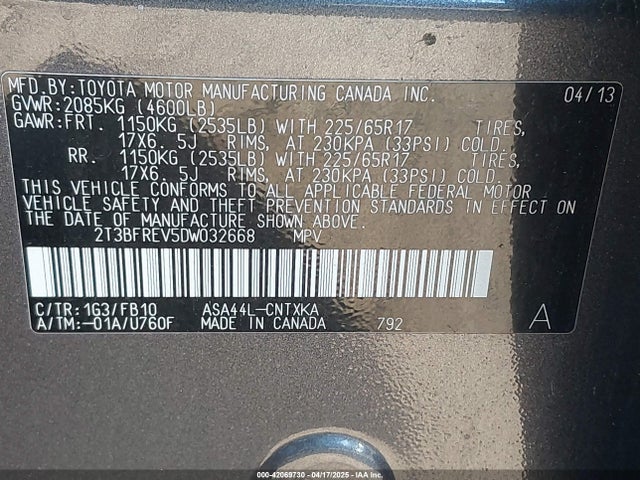 MFD.BY:TOYOTA MOTOR MANUFACTURING CANADA INC. 04/13
GVWR:2085KG (4600LB)
GAWR:FRT. 1150KG (2535LB) WITH 225/65R17 TIRES,
17X6.5J RIMS, AT 230KPA (33PSI) COLD.
RR. 1150KG (2535LB) WITH 225/65R17 TIRES,
17X6.5J RIMS, AT 230KPA (33PSI) COLD.
THIS VEHICLE CONFORMS TO ALL APPLICABLE FEDERAL MOTOR
VEHICLE SAFETY AND THEFT PREVENTION STANDARDS IN EFFECT ON
THE DATE OF MANUFACTURE SHOWN ABOVE.
2T3BFREV5DW032668 MPV
C/TR:1G3/FB10 ASA44L-CNTXKA
A/TM:-01A/U760F MADE IN CANADA 792 A
000-42069730 - 04/17/2025 - IAA Inc.